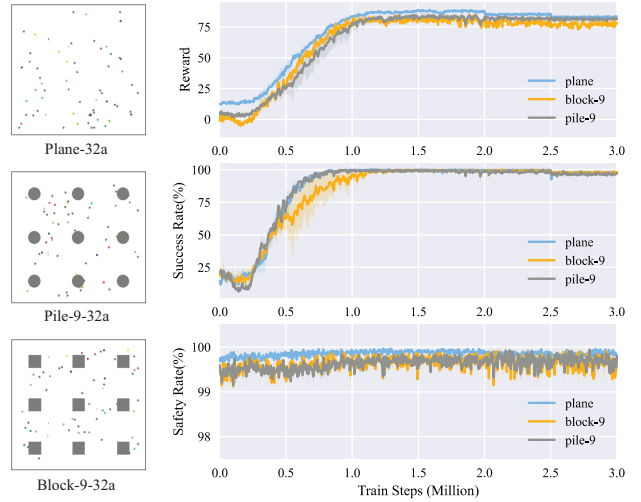 Plane-32a
Pile-9-32a
Block-9-32a
Reward
75
50
25
0
plane
block-9
pile-9
0.0 0.5 1.0 1.5 2.0 2.5 3.0
Success Rate(%)
100
75
50
25
plane
block-9
pile-9
0.0 0.5 1.0 1.5 2.0 2.5 3.0
Safety Rate(%)
100
99
98
plane
block-9
pile-9
0.0 0.5 1.0 1.5 2.0 2.5 3.0
Train Steps (Million)